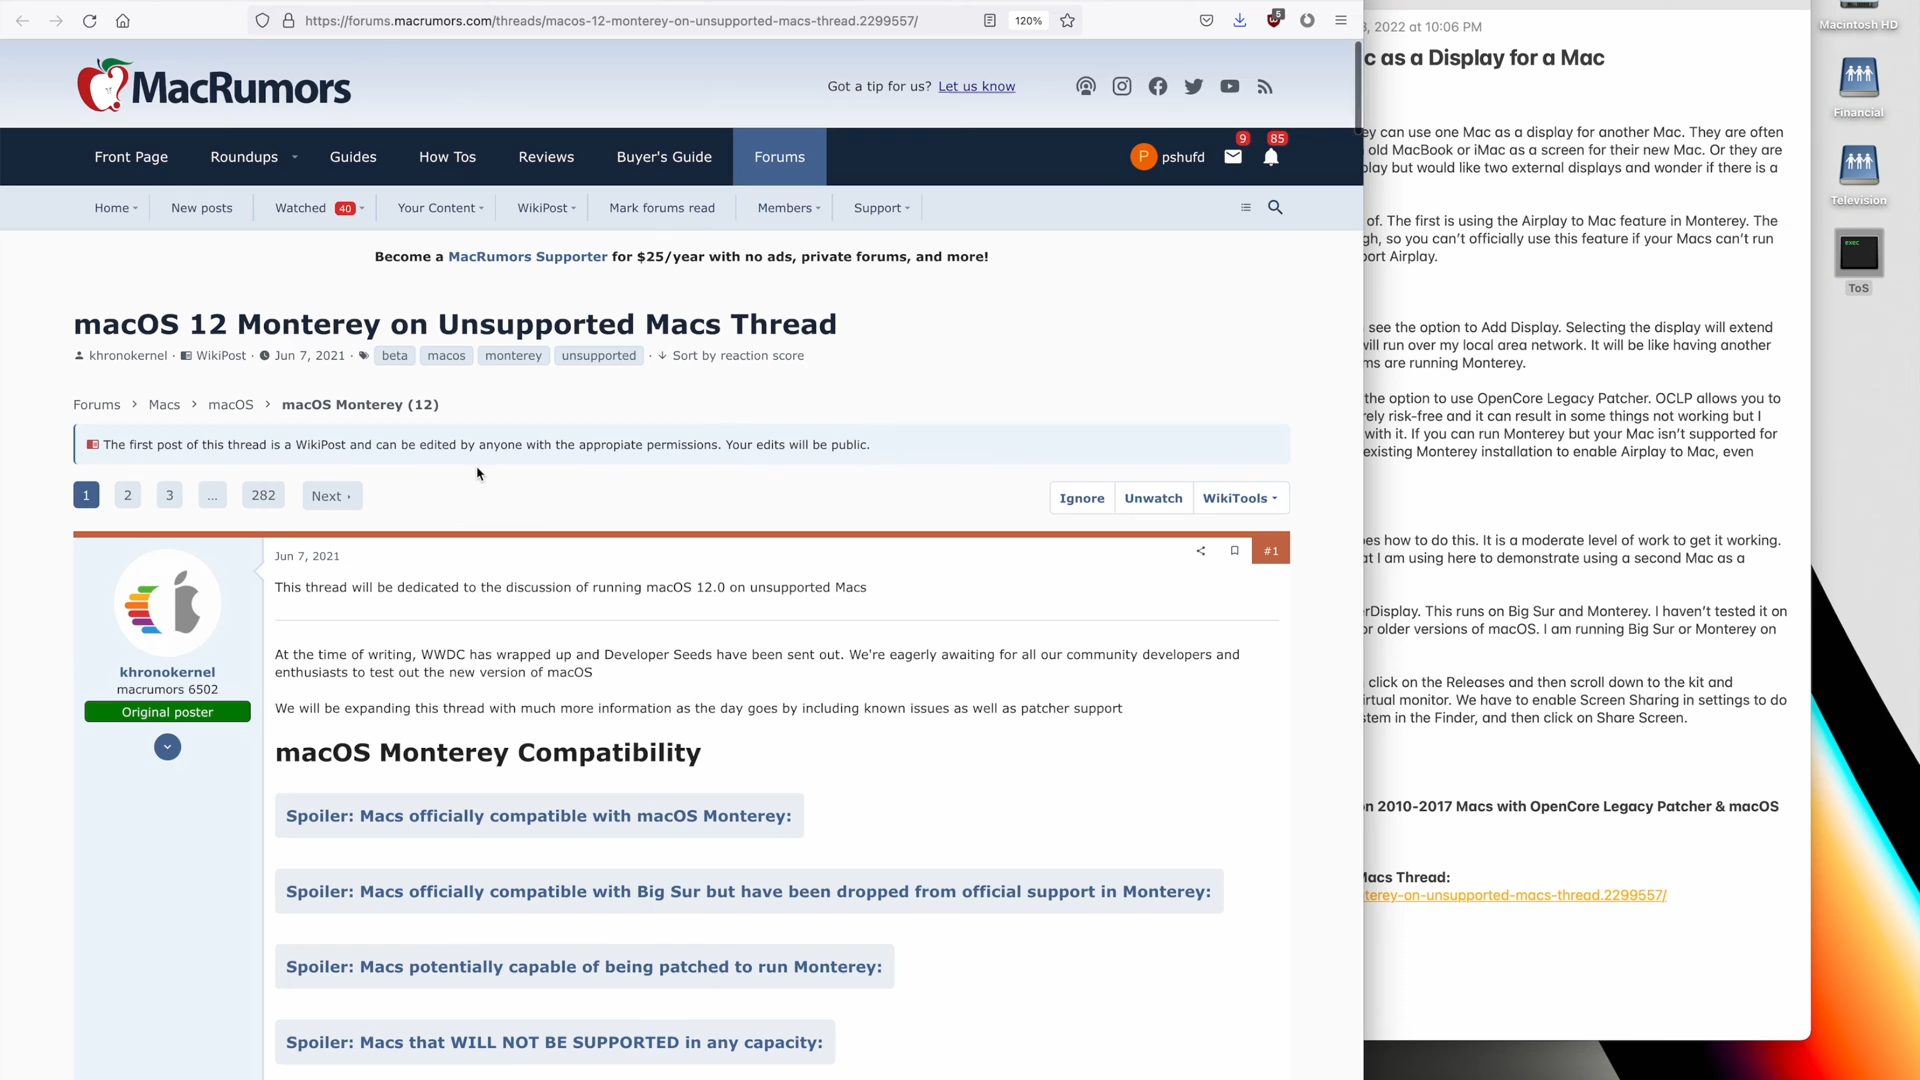 https://forums.macrumors.com/threads/macos-12-monterey-on-unsupported-macs-thread.2299557/
120%
5
MacRumors
Got a tip for us? Let us know
Front Page
Roundups
Guides
How Tos
Reviews
Buyer's Guide
Forums
P
pshufd
9
85
Home
New posts
Watched 40
Your Content
WikiPost
Mark forums read
Members
Support
Become a MacRumors Supporter for $25/year with no ads, private forums, and more!
macOS 12 Monterey on Unsupported Macs Thread
khronokernel · WikiPost · Jun 7, 2021 · beta macos monterey unsupported · ↓ Sort by reaction score
Forums > Macs > macOS > macOS Monterey (12)
The first post of this thread is a WikiPost and can be edited by anyone with the appropiate permissions. Your edits will be public.
1 2 3 ... 282 Next
Ignore Unwatch WikiTools
Jun 7, 2021
#1
This thread will be dedicated to the discussion of running macOS 12.0 on unsupported Macs
khronokernel
macrumors 6502
Original poster
At the time of writing, WWDC has wrapped up and Developer Seeds have been sent out. We're eagerly awaiting for all our community developers and
enthusiasts to test out the new version of macOS
We will be expanding this thread with much more information as the day goes by including known issues as well as patcher support
macOS Monterey Compatibility
Spoiler: Macs officially compatible with macOS Monterey:
Spoiler: Macs officially compatible with Big Sur but have been dropped from official support in Monterey:
Spoiler: Macs potentially capable of being patched to run Monterey:
Spoiler: Macs that WILL NOT BE SUPPORTED in any capacity:
, 2022 at 10:06 PM
c as a Display for a Mac
ey can use one Mac as a display for another Mac. They are often
old MacBook or iMac as a screen for their new Mac. Or they are
lay but would like two external displays and wonder if there is a
of. The first is using the Airplay to Mac feature in Monterey. The
gh, so you can't officially use this feature if your Macs can't run
ort Airplay.
see the option to Add Display. Selecting the display will extend
will run over my local area network. It will be like having another
ms are running Monterey.
the option to use OpenCore Legacy Patcher. OCLP allows you to
rely risk-free and it can result in some things not working but I
with it. If you can run Monterey but your Mac isn't supported for
existing Monterey installation to enable Airplay to Mac, even
es how to do this. It is a moderate level of work to get it working.
at I am using here to demonstrate using a second Mac as a
rDisplay. This runs on Big Sur and Monterey. I haven't tested it on
or older versions of macOS. I am running Big Sur or Monterey on
click on the Releases and then scroll down to the kit and
irtual monitor. We have to enable Screen Sharing in settings to do
stem in the Finder, and then click on Share Screen.
n 2010-2017 Macs with OpenCore Legacy Patcher & macOS
Macs Thread:
terey-on-unsupported-macs-thread.2299557/
Macintosh HD
Financial
Television
exec
ToS